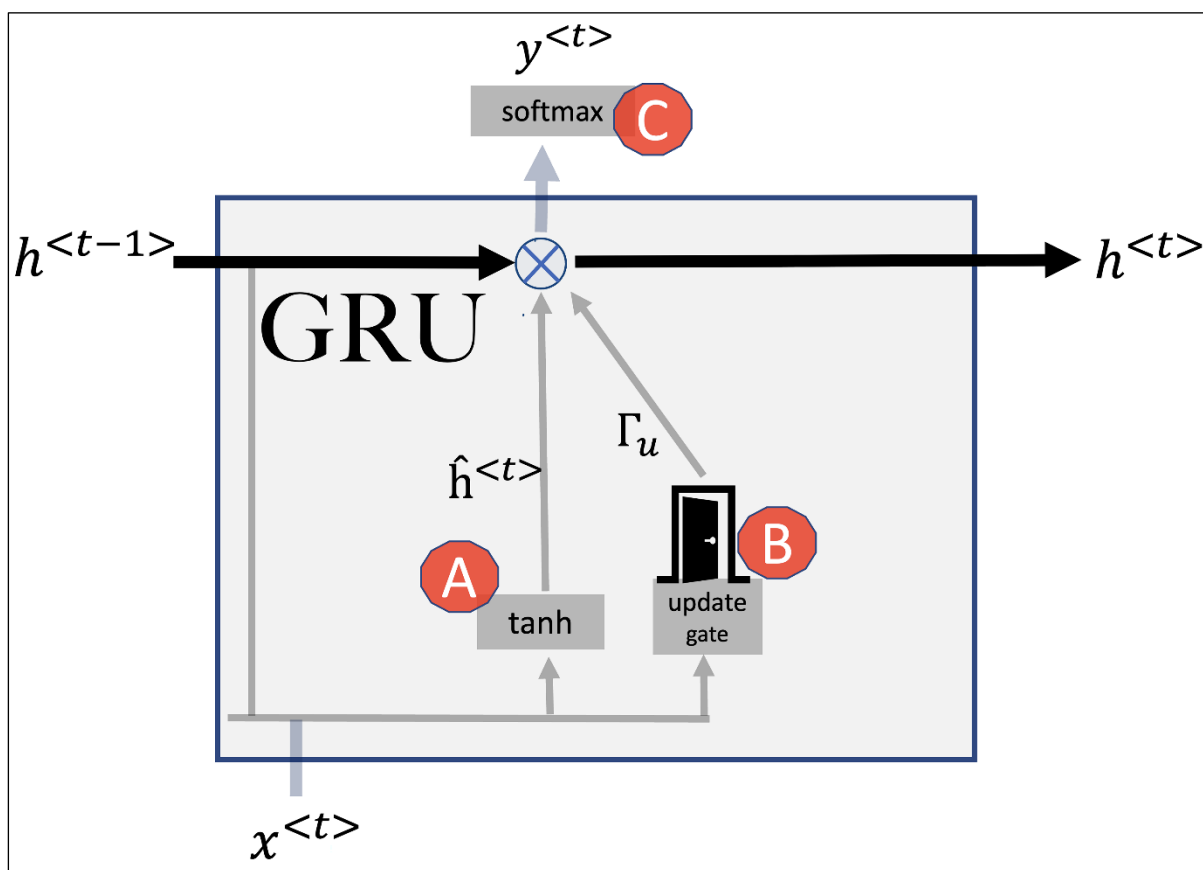 y<t>
softmax
C
h<t−1>
h<t>
GRU
Γu
ĥ<t>
B
A
tanh
update
gate
x<t>